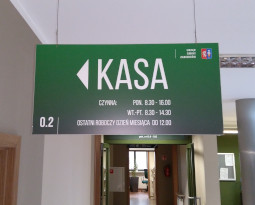 KASA
CZYNNA: PON. 8.30 - 16.00
WT.-PT. 8.30 - 14.30
OSTATNI ROBOCZY DZIEŃ MIESIĄCA DO 12.00
0.2